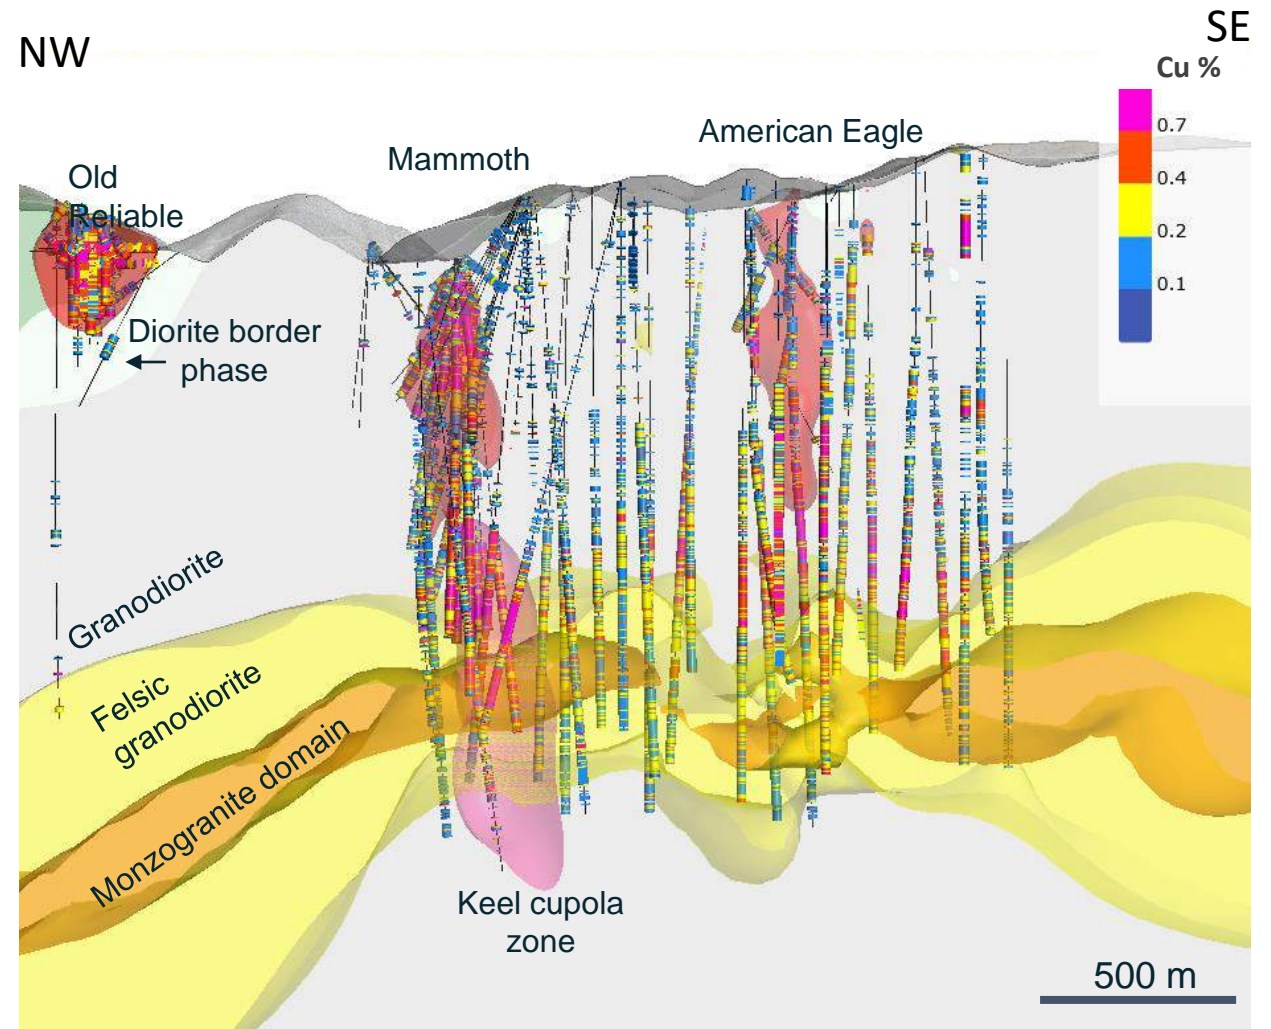 NW
SE
Cu %
0.7
0.4
0.2
0.1
American Eagle
Mammoth
Old
Reliable
Diorite border
phase
Granodiorite
Felsic
granodiorite
Monzogranite domain
Keel cupola
zone
500 m